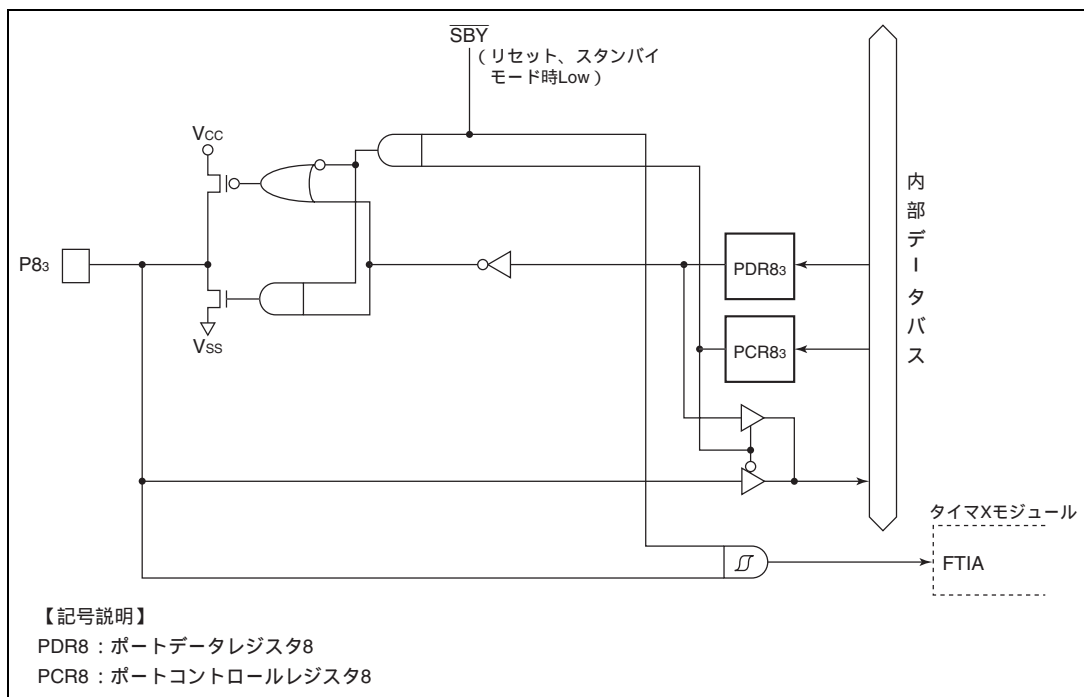 SBY
（リセット、スタンバイ
モード時Low）
VCC
P83
VSS
PDR83
PCR83
内部データバス
タイマXモジュール
FTIA
【記号説明】
PDR8：ポートデータレジスタ8
PCR8：ポートコントロールレジスタ8